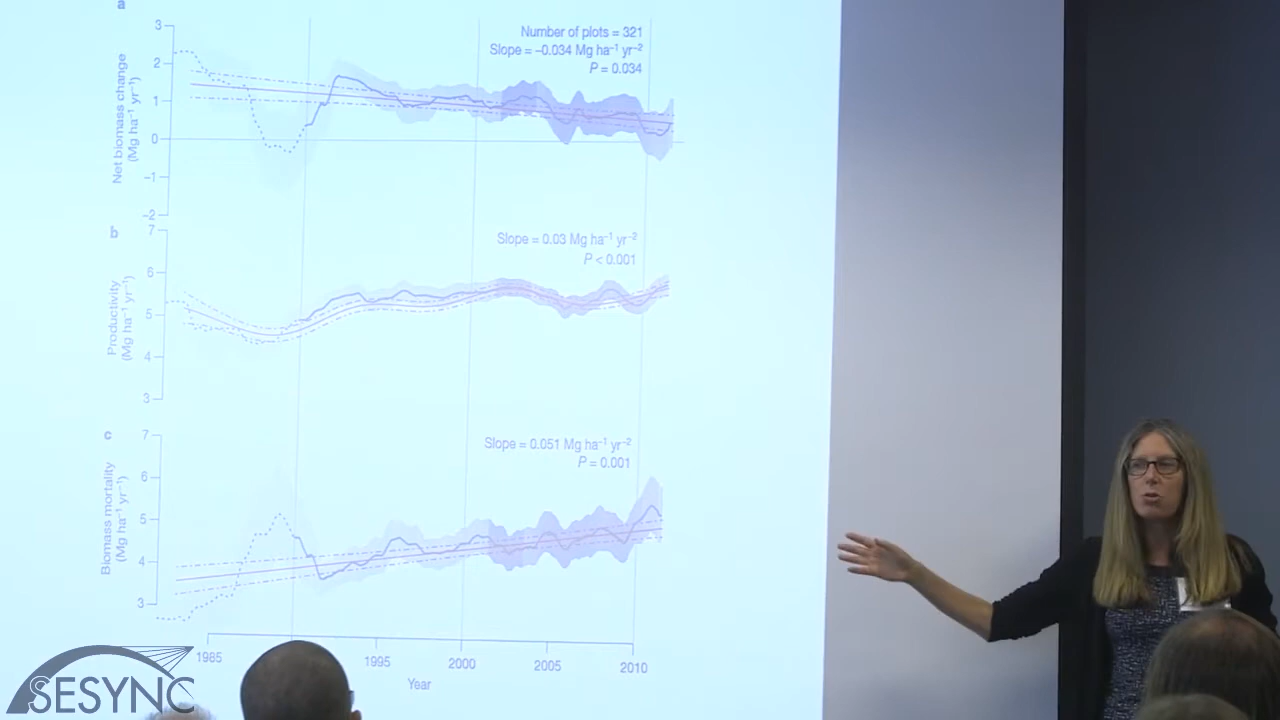 a
Number of plots = 321
Slope = –0.034 Mg ha⁻¹ yr⁻²
P = 0.034
Net biomass change
(Mg ha⁻¹ yr⁻¹)
3
2
1
0
–1
–2
b
Slope = 0.03 Mg ha⁻¹ yr⁻²
P < 0.001
Productivity
(Mg ha⁻¹ yr⁻¹)
7
6
5
4
3
c
Slope = 0.051 Mg ha⁻¹ yr⁻²
P = 0.001
Biomass mortality
(Mg ha⁻¹ yr⁻¹)
7
6
5
4
3
1985 1995 2000 2005 2010
Year
SESYNC